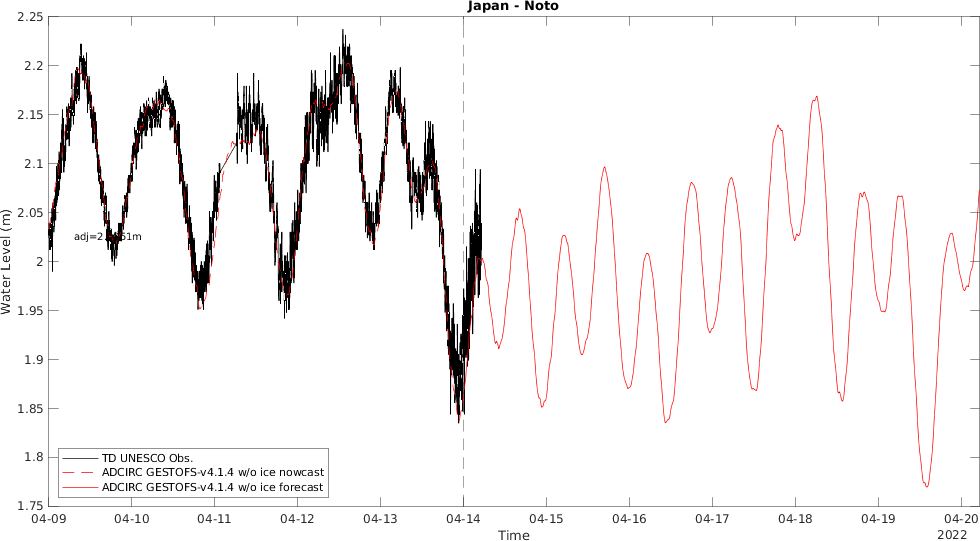 Japan - Noto
2.25
2.2
2.15
2.1
2.05
2
1.95
1.9
1.85
1.8
1.75
Water Level (m)
TD UNESCO Obs.
ADCIRC GESTOFS-v4.1.4 w/o ice nowcast
ADCIRC GESTOFS-v4.1.4 w/o ice forecast
04-09 04-10 04-11 04-12 04-13 04-14 04-15 04-16 04-17 04-18 04-19 04-20
Time
2022